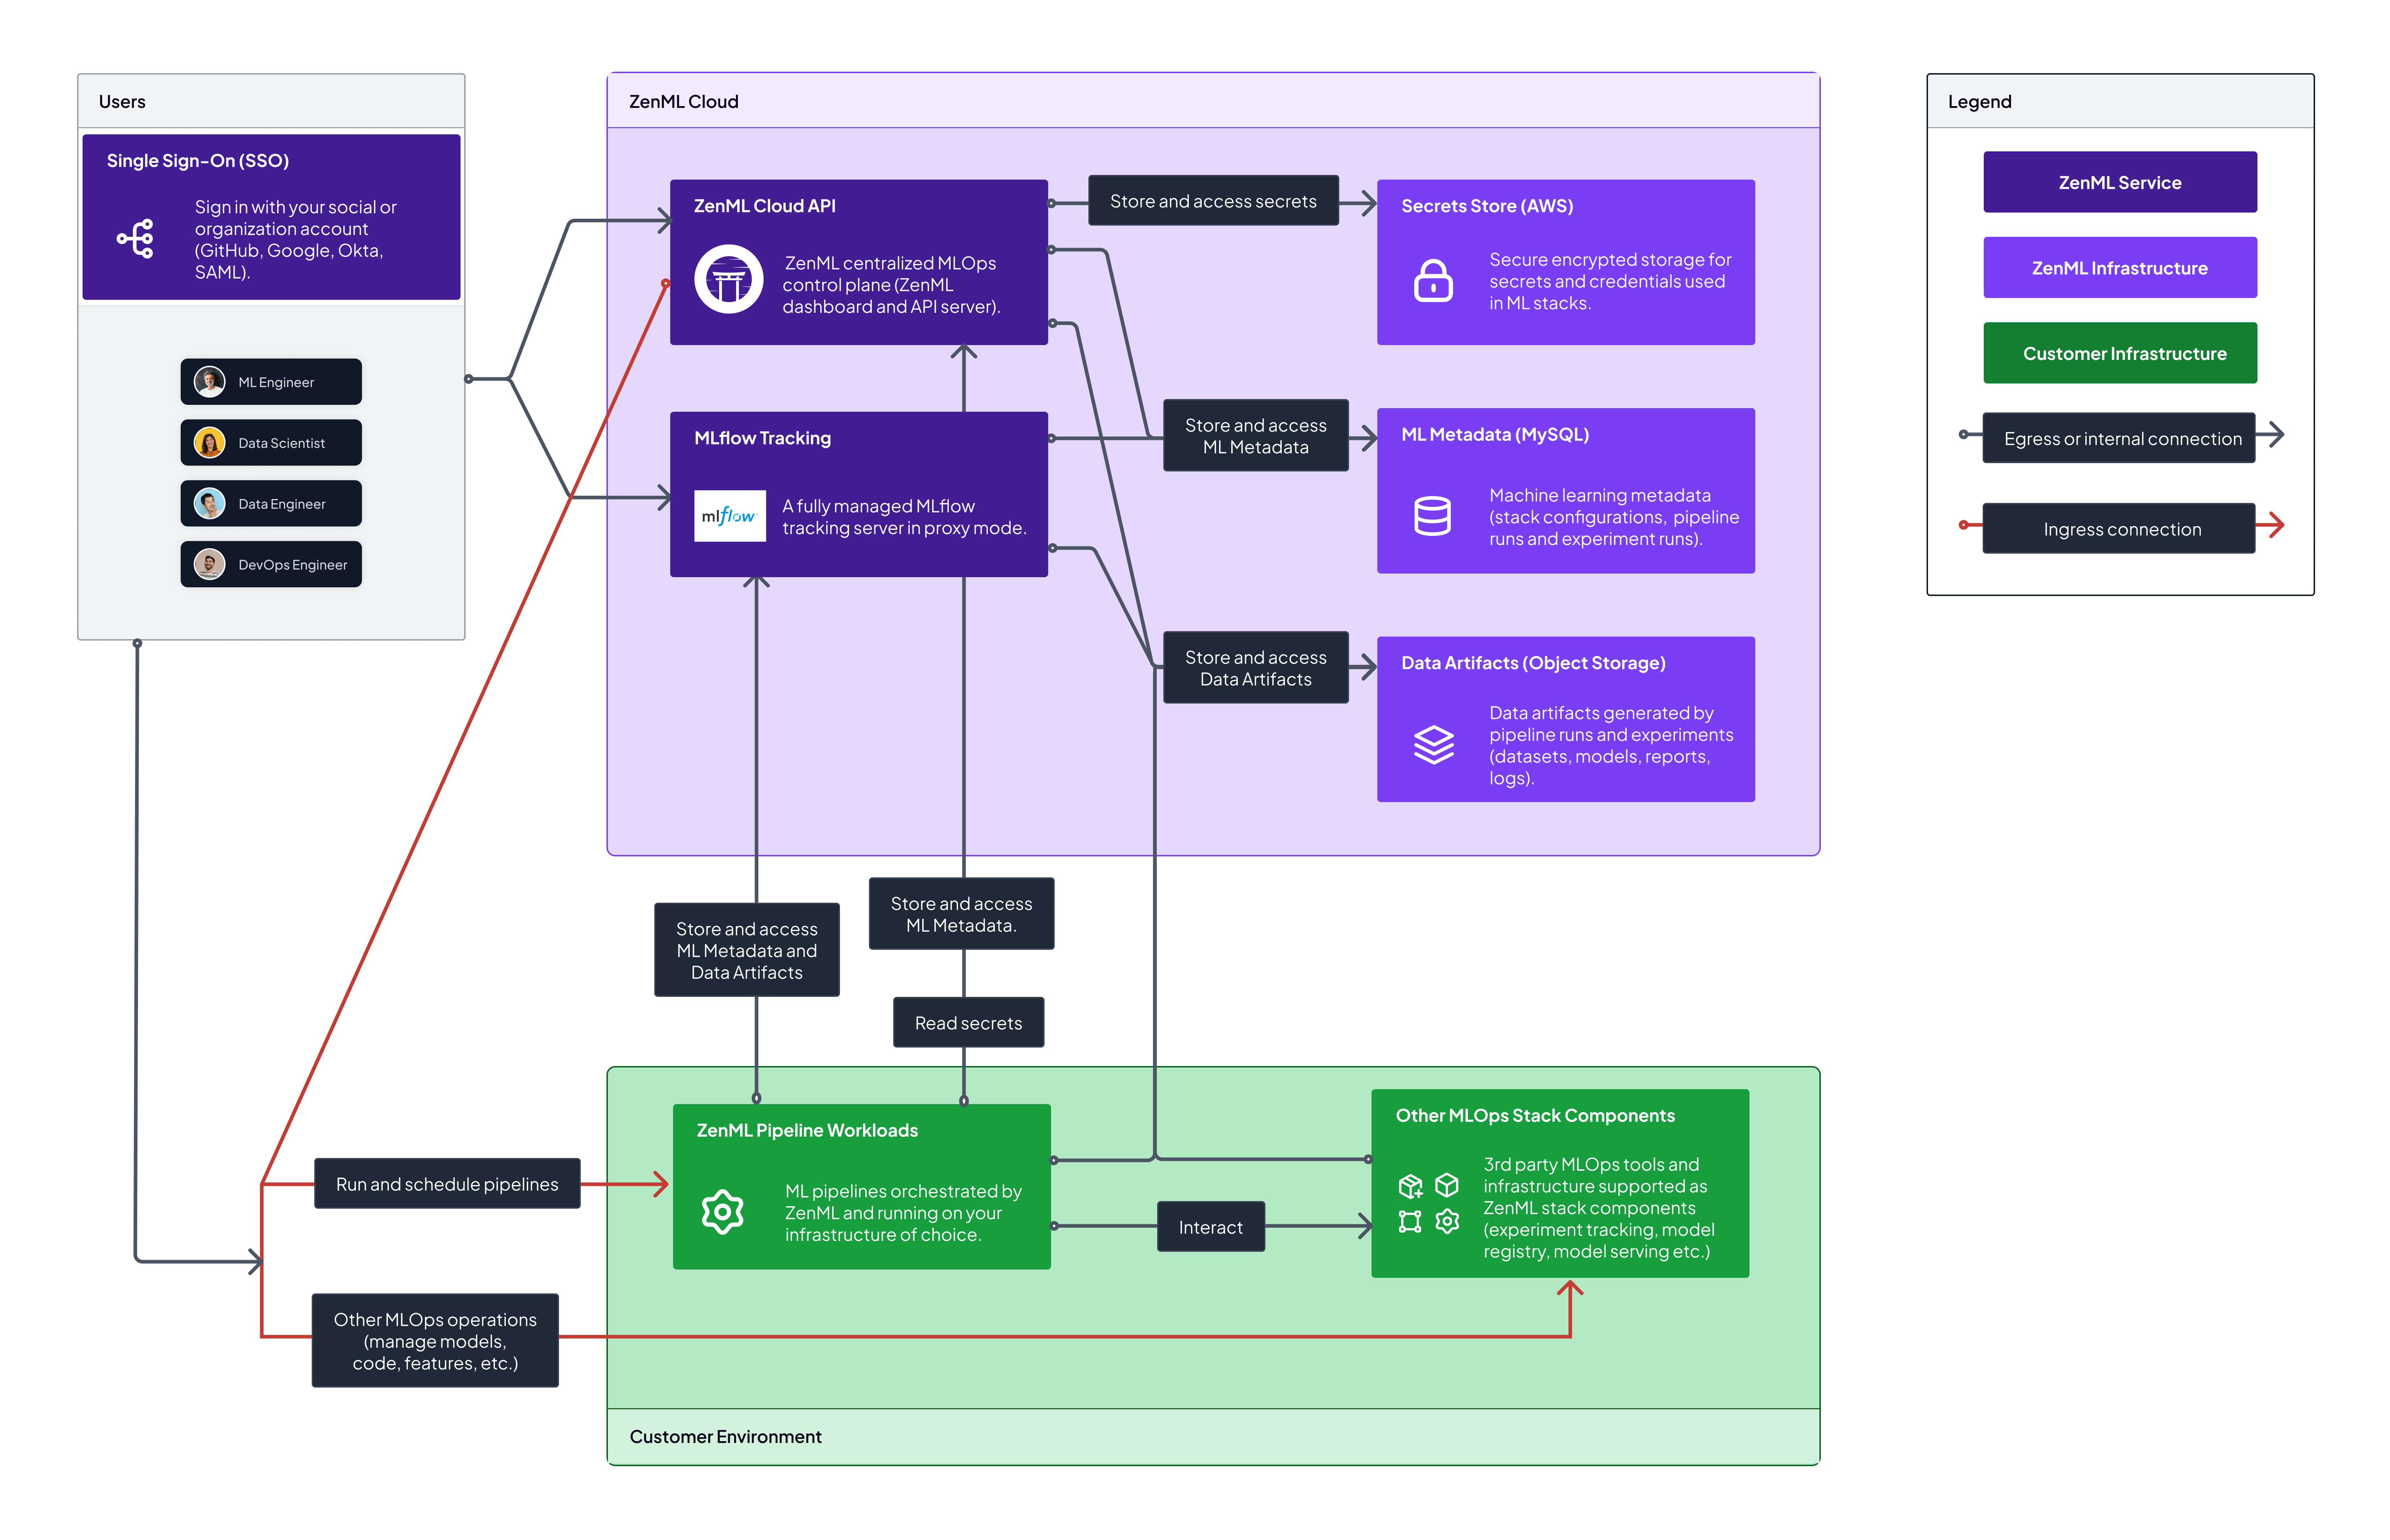 Users
Single Sign-On (SSO)
Sign in with your social or
organization account
(GitHub, Google, Okta,
SAML).
ML Engineer
Data Scientist
Data Engineer
DevOps Engineer
ZenML Cloud
ZenML Cloud API
ZenML centralized MLOps
control plane (ZenML
dashboard and API server).
Store and access secrets
Secrets Store (AWS)
Secure encrypted storage for
secrets and credentials used
in ML stacks.
MLflow Tracking
mlflow
A fully managed MLflow
tracking server in proxy mode.
Store and access
ML Metadata
ML Metadata (MySQL)
Machine learning metadata
(stack configurations, pipeline
runs and experiment runs).
Store and access
Data Artifacts
Data Artifacts (Object Storage)
Data artifacts generated by
pipeline runs and experiments
(datasets, models, reports,
logs).
Legend
ZenML Service
ZenML Infrastructure
Customer Infrastructure
Egress or internal connection
Ingress connection
Store and access
ML Metadata and
Data Artifacts
Store and access
ML Metadata.
Read secrets
Run and schedule pipelines
Other MLOps operations
(manage models,
code, features, etc.)
ZenML Pipeline Workloads
ML pipelines orchestrated by
ZenML and running on your
infrastructure of choice.
Interact
Other MLOps Stack Components
3rd party MLOps tools and
infrastructure supported as
ZenML stack components
(experiment tracking, model
registry, model serving etc.)
Customer Environment